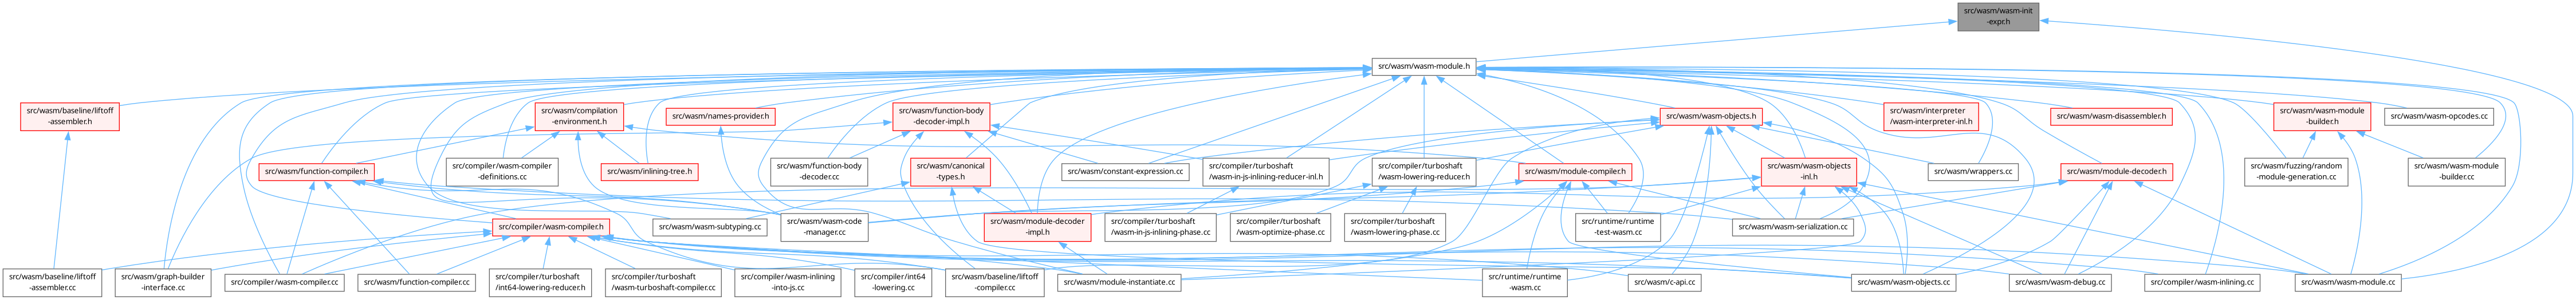 src/wasm/wasm-init
-expr.h
src/wasm/wasm-module.h
src/wasm/baseline/liftoff
-assembler.h
src/wasm/compilation
-environment.h
src/wasm/names-provider.h
src/wasm/function-body
-decoder-impl.h
src/wasm/wasm-objects.h
src/wasm/interpreter
/wasm-interpreter-inl.h
src/wasm/wasm-disassembler.h
src/wasm/wasm-module
-builder.h
src/wasm/wasm-opcodes.cc
src/wasm/function-compiler.h
src/compiler/wasm-compiler
-definitions.cc
src/wasm/inlining-tree.h
src/wasm/wasm-function-body
-decoder.cc
src/wasm/canonical
-types.h
src/wasm/constant-expression.cc
src/compiler/turboshaft
/wasm-in-js-inlining-reducer-inl.h
src/compiler/turboshaft
/wasm-lowering-reducer.h
src/wasm/module-compiler.h
src/wasm/wasm-objects
-inl.h
src/wasm/wrappers.cc
src/wasm/module-decoder.h
src/wasm/fuzzing/random
-module-generation.cc
src/wasm/wasm-module
-builder.cc
src/compiler/wasm-compiler.h
src/wasm/wasm-subtyping.cc
src/wasm/wasm-code
-manager.cc
src/wasm/module-decoder
-impl.h
src/compiler/turboshaft
/wasm-in-js-inlining-phase.cc
src/compiler/turboshaft
/wasm-optimize-phase.cc
src/compiler/turboshaft
/wasm-lowering-phase.cc
src/runtime/runtime
-test-wasm.cc
src/wasm/wasm-serialization.cc
src/wasm/baseline/liftoff
-assembler.cc
src/wasm/graph-builder
-interface.cc
src/compiler/wasm-compiler.cc
src/wasm/function-compiler.cc
src/compiler/turboshaft
/int64-lowering-reducer.h
src/compiler/turboshaft
/wasm-turboshaft-compiler.cc
src/compiler/wasm-inlining
-into-js.cc
src/compiler/int64
-lowering.cc
src/wasm/baseline/liftoff
-compiler.cc
src/wasm/module-instantiate.cc
src/runtime/runtime
-wasm.cc
src/wasm/c-api.cc
src/wasm/wasm-objects.cc
src/wasm/wasm-debug.cc
src/compiler/wasm-inlining.cc
src/wasm/wasm-module.cc